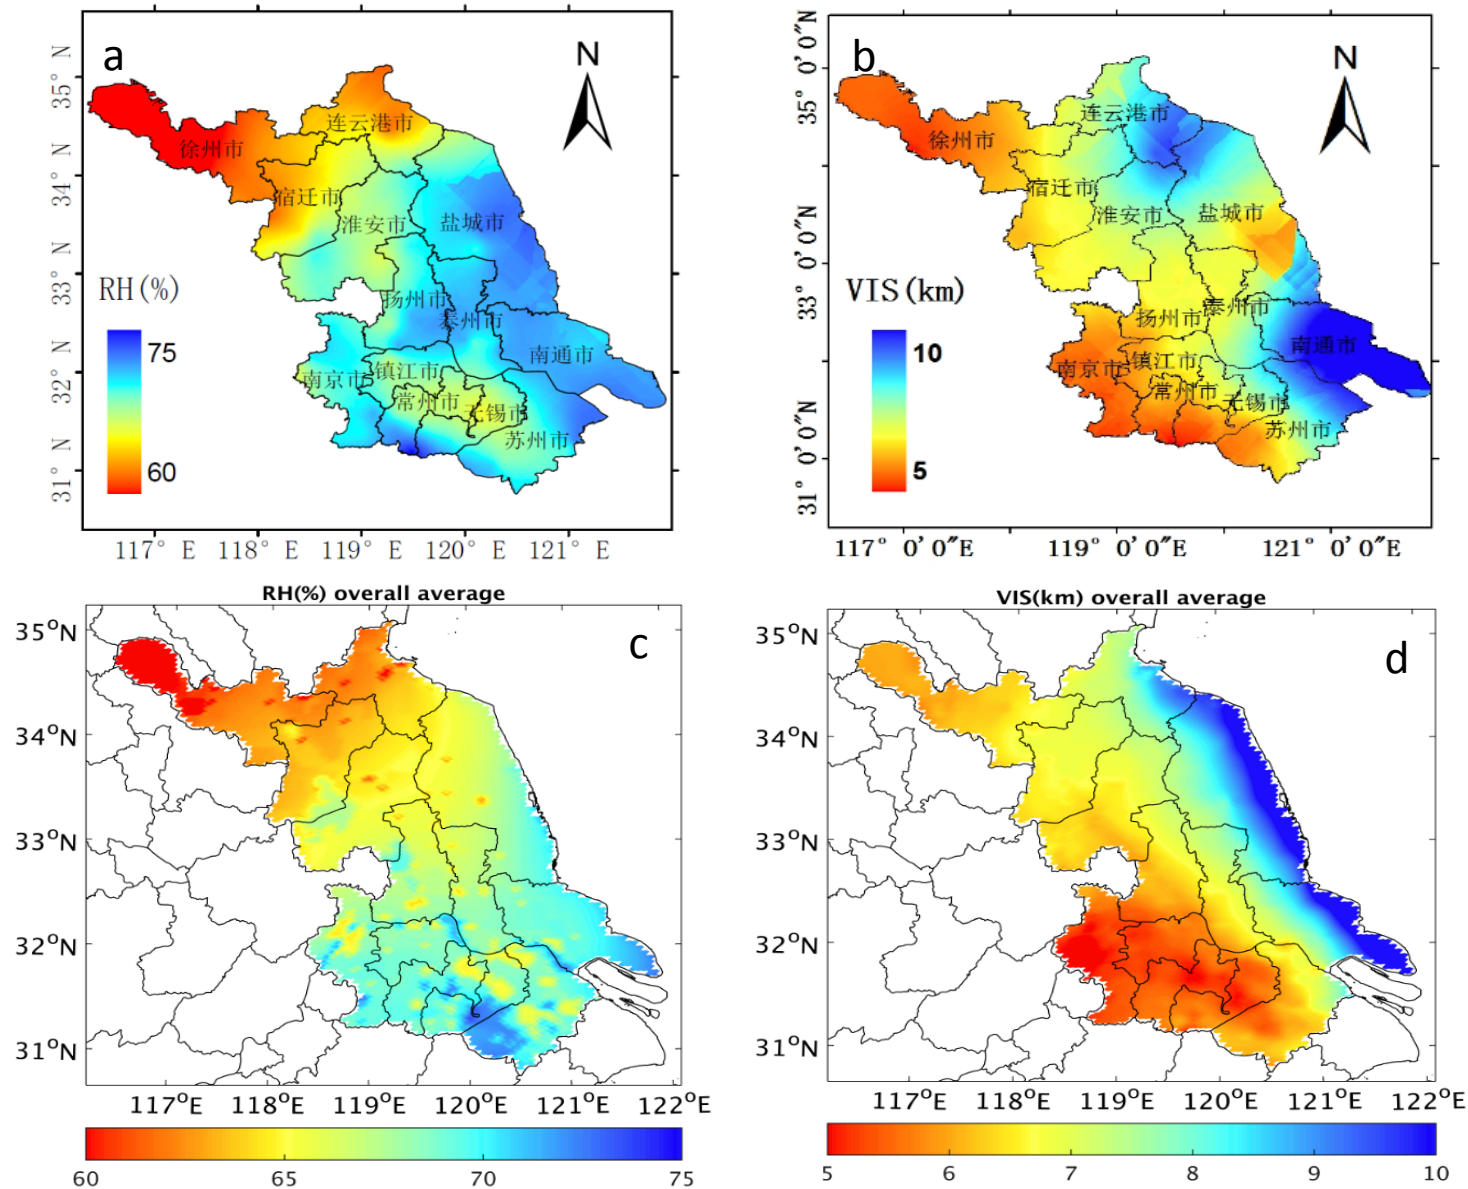 a
N
35° N
34° N
33° N
32° N
31° N
连云港市
徐州市
宿迁市
淮安市
盐城市
扬州市
泰州市
南通市
南京市
镇江市
常州市
无锡市
苏州市
RH(%)
75
60
117° E 118° E 119° E 120° E 121° E
b
N
35° 0′ 0″N
33° 0′ 0″N
31° 0′ 0″N
连云港市
徐州市
宿迁市
淮安市
盐城市
泰州市
扬州市
南通市
南京市
镇江市
常州市
无锡市
苏州市
VIS(km)
10
5
117° 0′ 0″E 119° 0′ 0″E 121° 0′ 0″E
RH(%) overall average
c
35°N
34°N
33°N
32°N
31°N
117°E 118°E 119°E 120°E 121°E 122°E
60 65 70 75
VIS(km) overall average
d
35°N
34°N
33°N
32°N
31°N
117°E 118°E 119°E 120°E 121°E 122°E
5 6 7 8 9 10